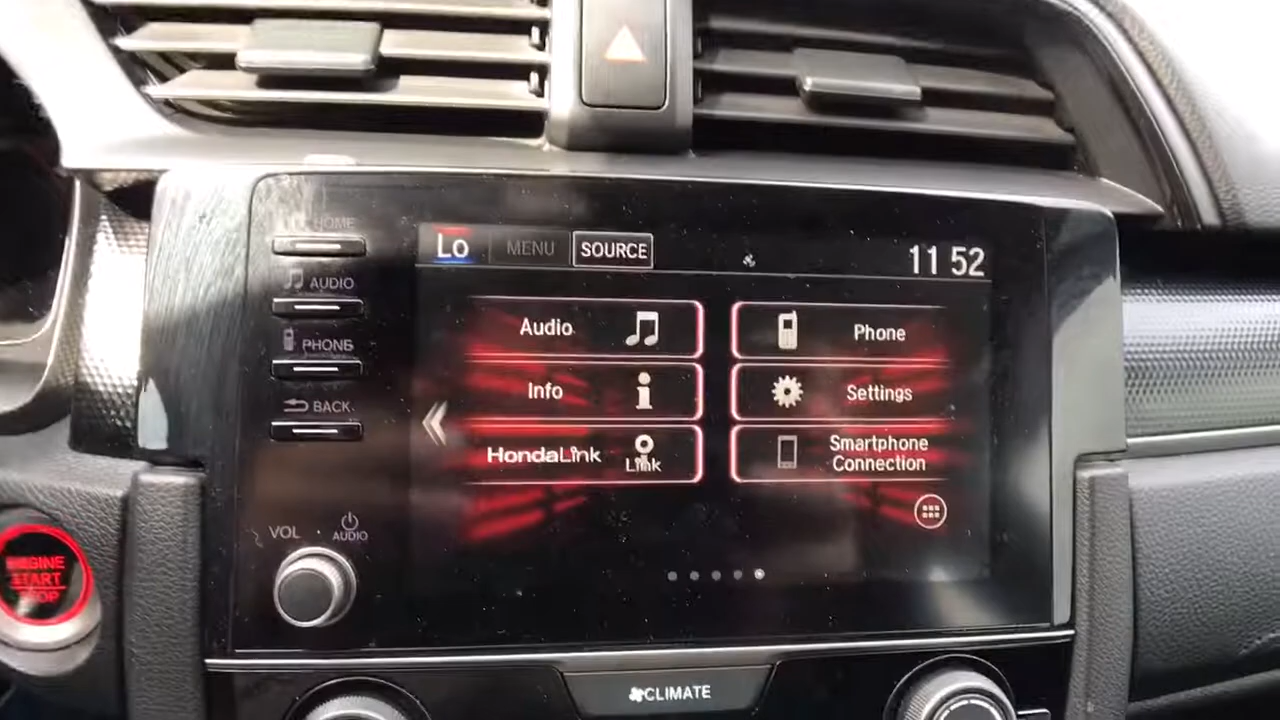 HOME
AUDIO
PHONE
BACK
VOL
AUDIO
Lo
MENU
SOURCE
11 52
Audio
Phone
Info
Settings
HondaLink
Link
Smartphone
Connection
ENGINE
START
STOP
CLIMATE